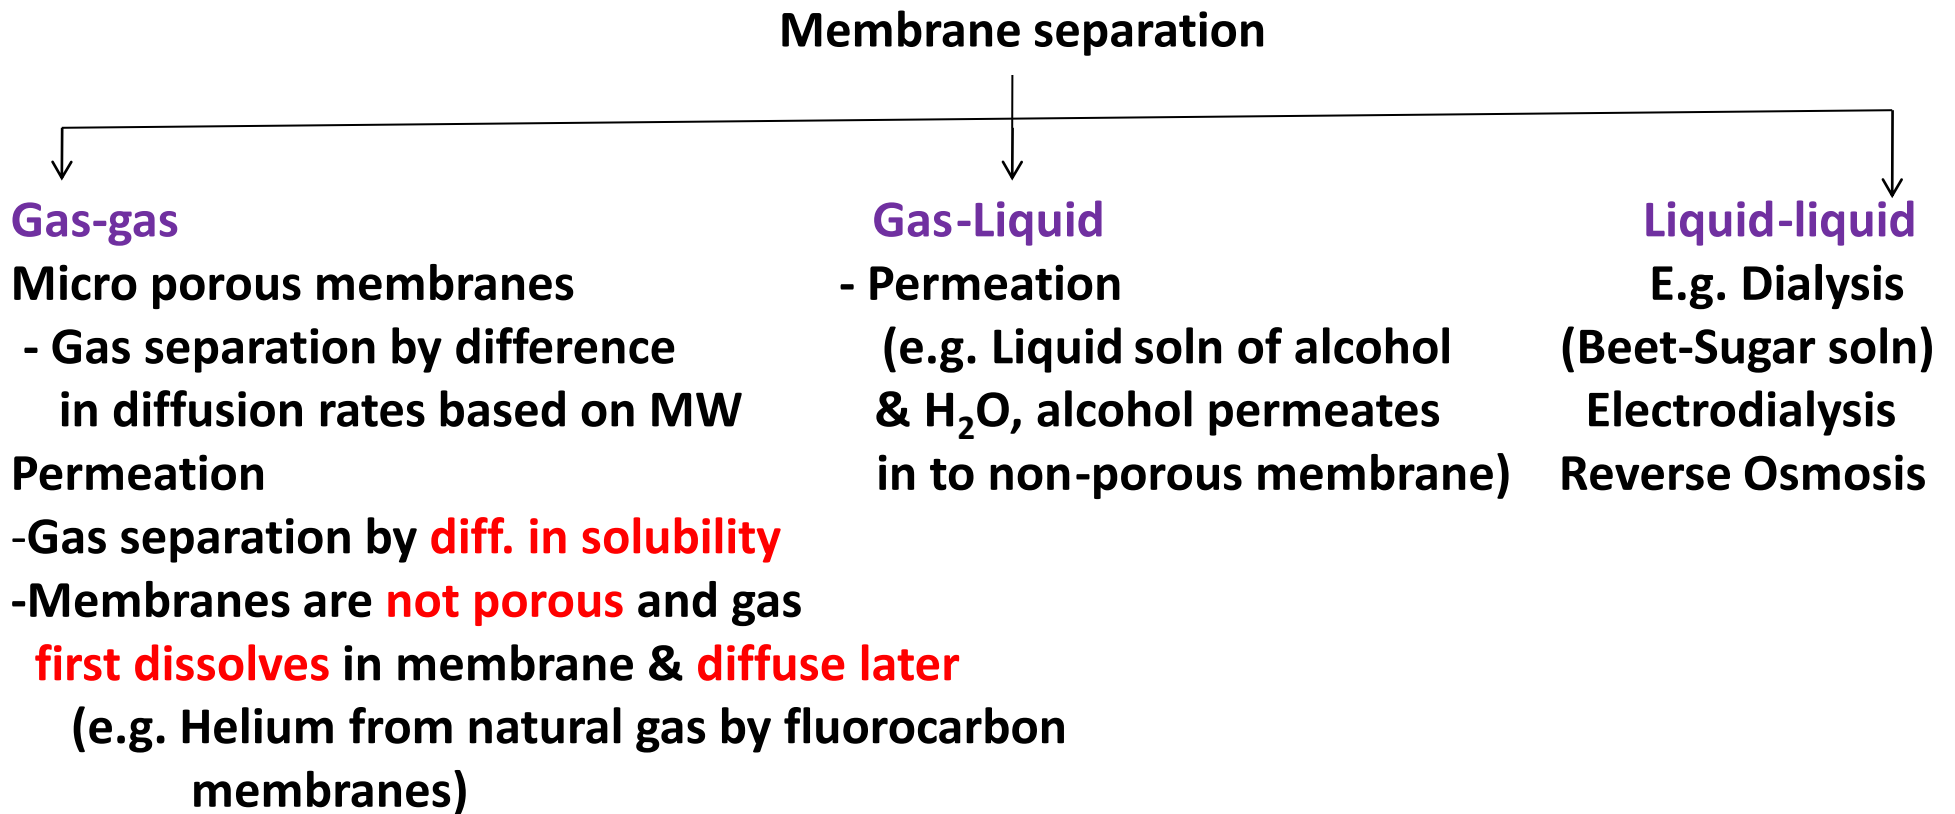 Membrane separation
Gas-gas
Micro porous membranes
- Gas separation by difference
in diffusion rates based on MW
Permeation
-Gas separation by diff. in solubility
-Membranes are not porous and gas
first dissolves in membrane & diffuse later
(e.g. Helium from natural gas by fluorocarbon
membranes)
Gas-Liquid
- Permeation
(e.g. Liquid soln of alcohol
& H₂O, alcohol permeates
in to non-porous membrane)
Liquid-liquid
E.g. Dialysis
(Beet-Sugar soln)
Electrodialysis
Reverse Osmosis